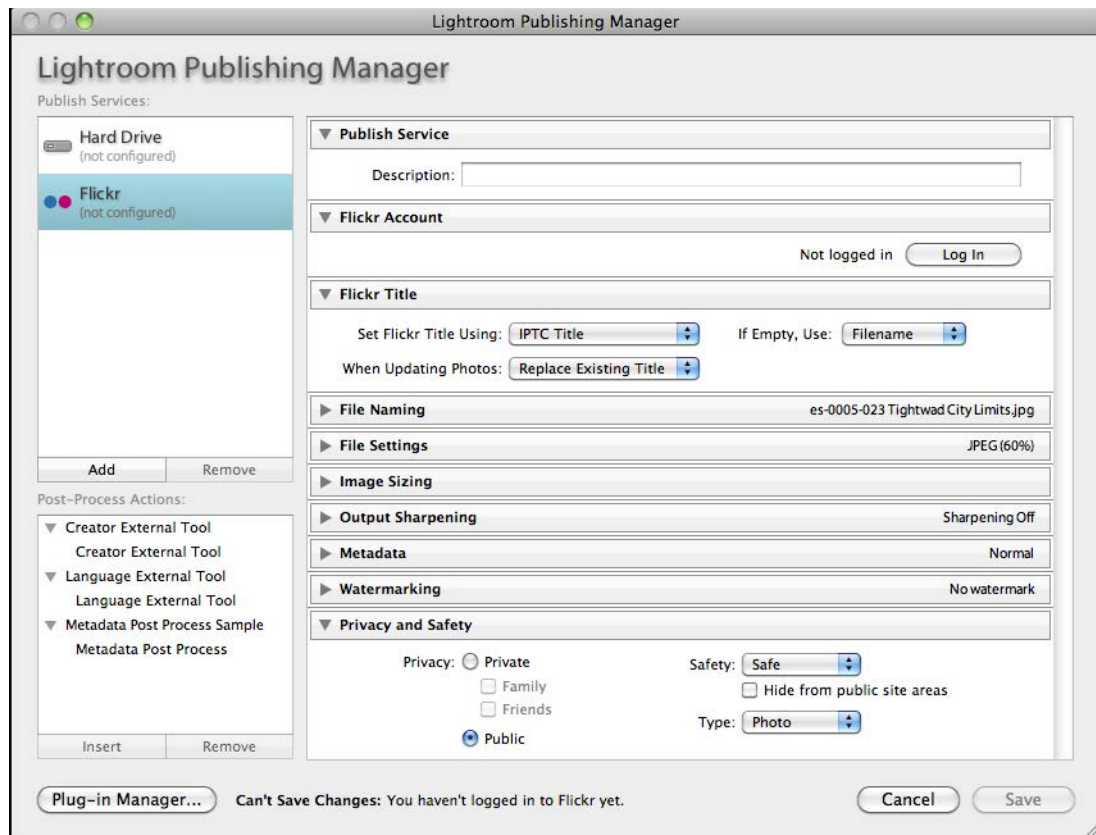 Lightroom Publishing Manager
Lightroom Publishing Manager
Publish Services:
Hard Drive
(not configured)
Flickr
(not configured)
Add Remove
Post-Process Actions:
Creator External Tool
Creator External Tool
Language External Tool
Language External Tool
Metadata Post Process Sample
Metadata Post Process
Insert Remove
Publish Service
Description:
Flickr Account
Not logged in Log In
Flickr Title
Set Flickr Title Using: IPTC Title If Empty, Use: Filename
When Updating Photos: Replace Existing Title
File Naming es-0005-023 Tightwad City Limits.jpg
File Settings JPEG (60%)
Image Sizing
Output Sharpening Sharpening Off
Metadata Normal
Watermarking No watermark
Privacy and Safety
Privacy: Private Safety: Safe
Family Hide from public site areas
Friends
Type: Photo
Public
Plug-in Manager... Can't Save Changes: You haven't logged in to Flickr yet. Cancel Save